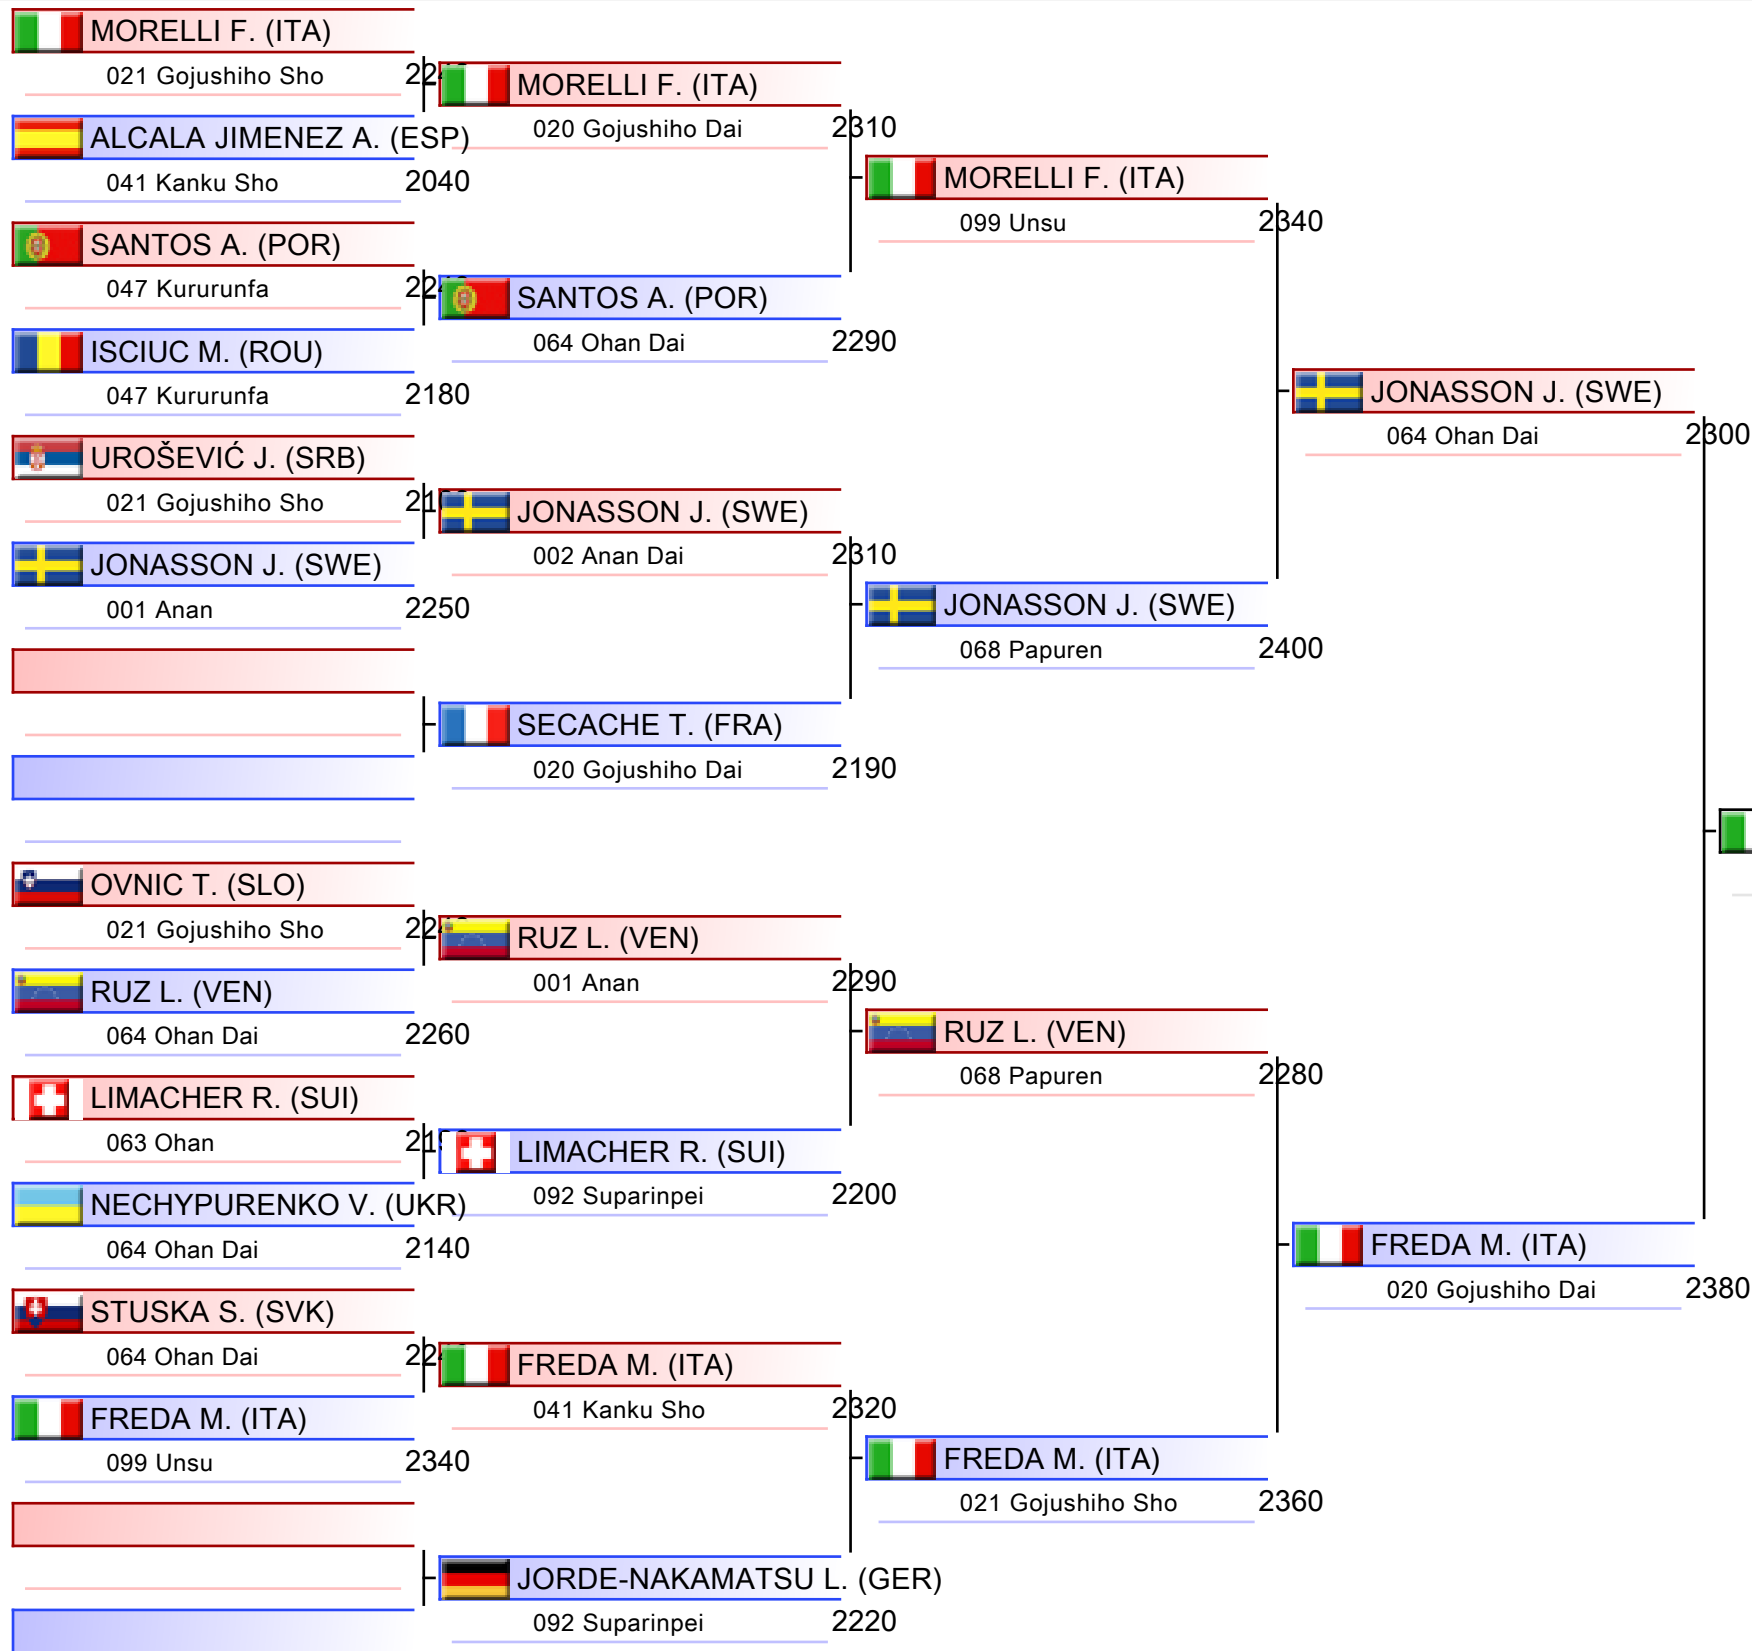 MORELLI F. (ITA)
021 Gojushiho Sho
ALCALA JIMENEZ A. (ESP)
041 Kanku Sho 2040
SANTOS A. (POR)
047 Kururunfa
ISCIUC M. (ROU)
047 Kururunfa 2180
UROŠEVIĆ J. (SRB)
021 Gojushiho Sho
JONASSON J. (SWE)
001 Anan 2250
OVNIC T. (SLO)
021 Gojushiho Sho
RUZ L. (VEN)
064 Ohan Dai 2260
LIMACHER R. (SUI)
063 Ohan
NECHYPURENKO V. (UKR)
064 Ohan Dai 2140
STUSKA S. (SVK)
064 Ohan Dai
FREDA M. (ITA)
099 Unsu 2340
MORELLI F. (ITA)
020 Gojushiho Dai 2310
SANTOS A. (POR)
064 Ohan Dai 2290
JONASSON J. (SWE)
002 Anan Dai 2310
SECACHE T. (FRA)
020 Gojushiho Dai 2190
RUZ L. (VEN)
001 Anan 2290
LIMACHER R. (SUI)
092 Suparinpei 2200
FREDA M. (ITA)
041 Kanku Sho 2320
JORDE-NAKAMATSU L. (GER)
092 Suparinpei 2220
MORELLI F. (ITA)
099 Unsu 2340
JONASSON J. (SWE)
068 Papuren 2400
RUZ L. (VEN)
068 Papuren 2280
FREDA M. (ITA)
021 Gojushiho Sho 2360
JONASSON J. (SWE)
064 Ohan Dai 2300
FREDA M. (ITA)
020 Gojushiho Dai 2380